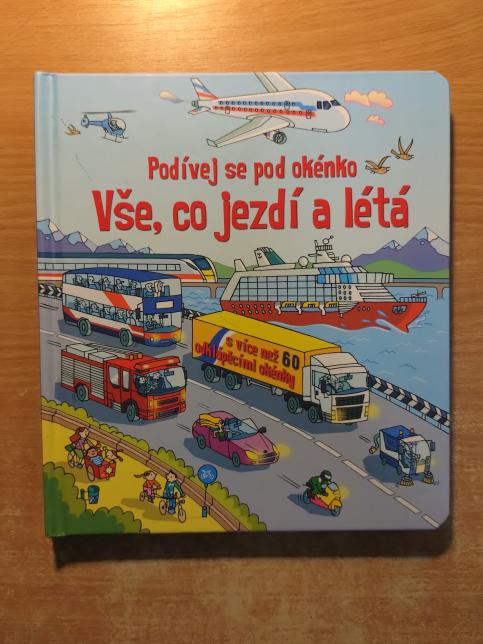 Podívej se pod okénko
Vše, co jezdí a létá
s více než 60
odklápěcími okénky